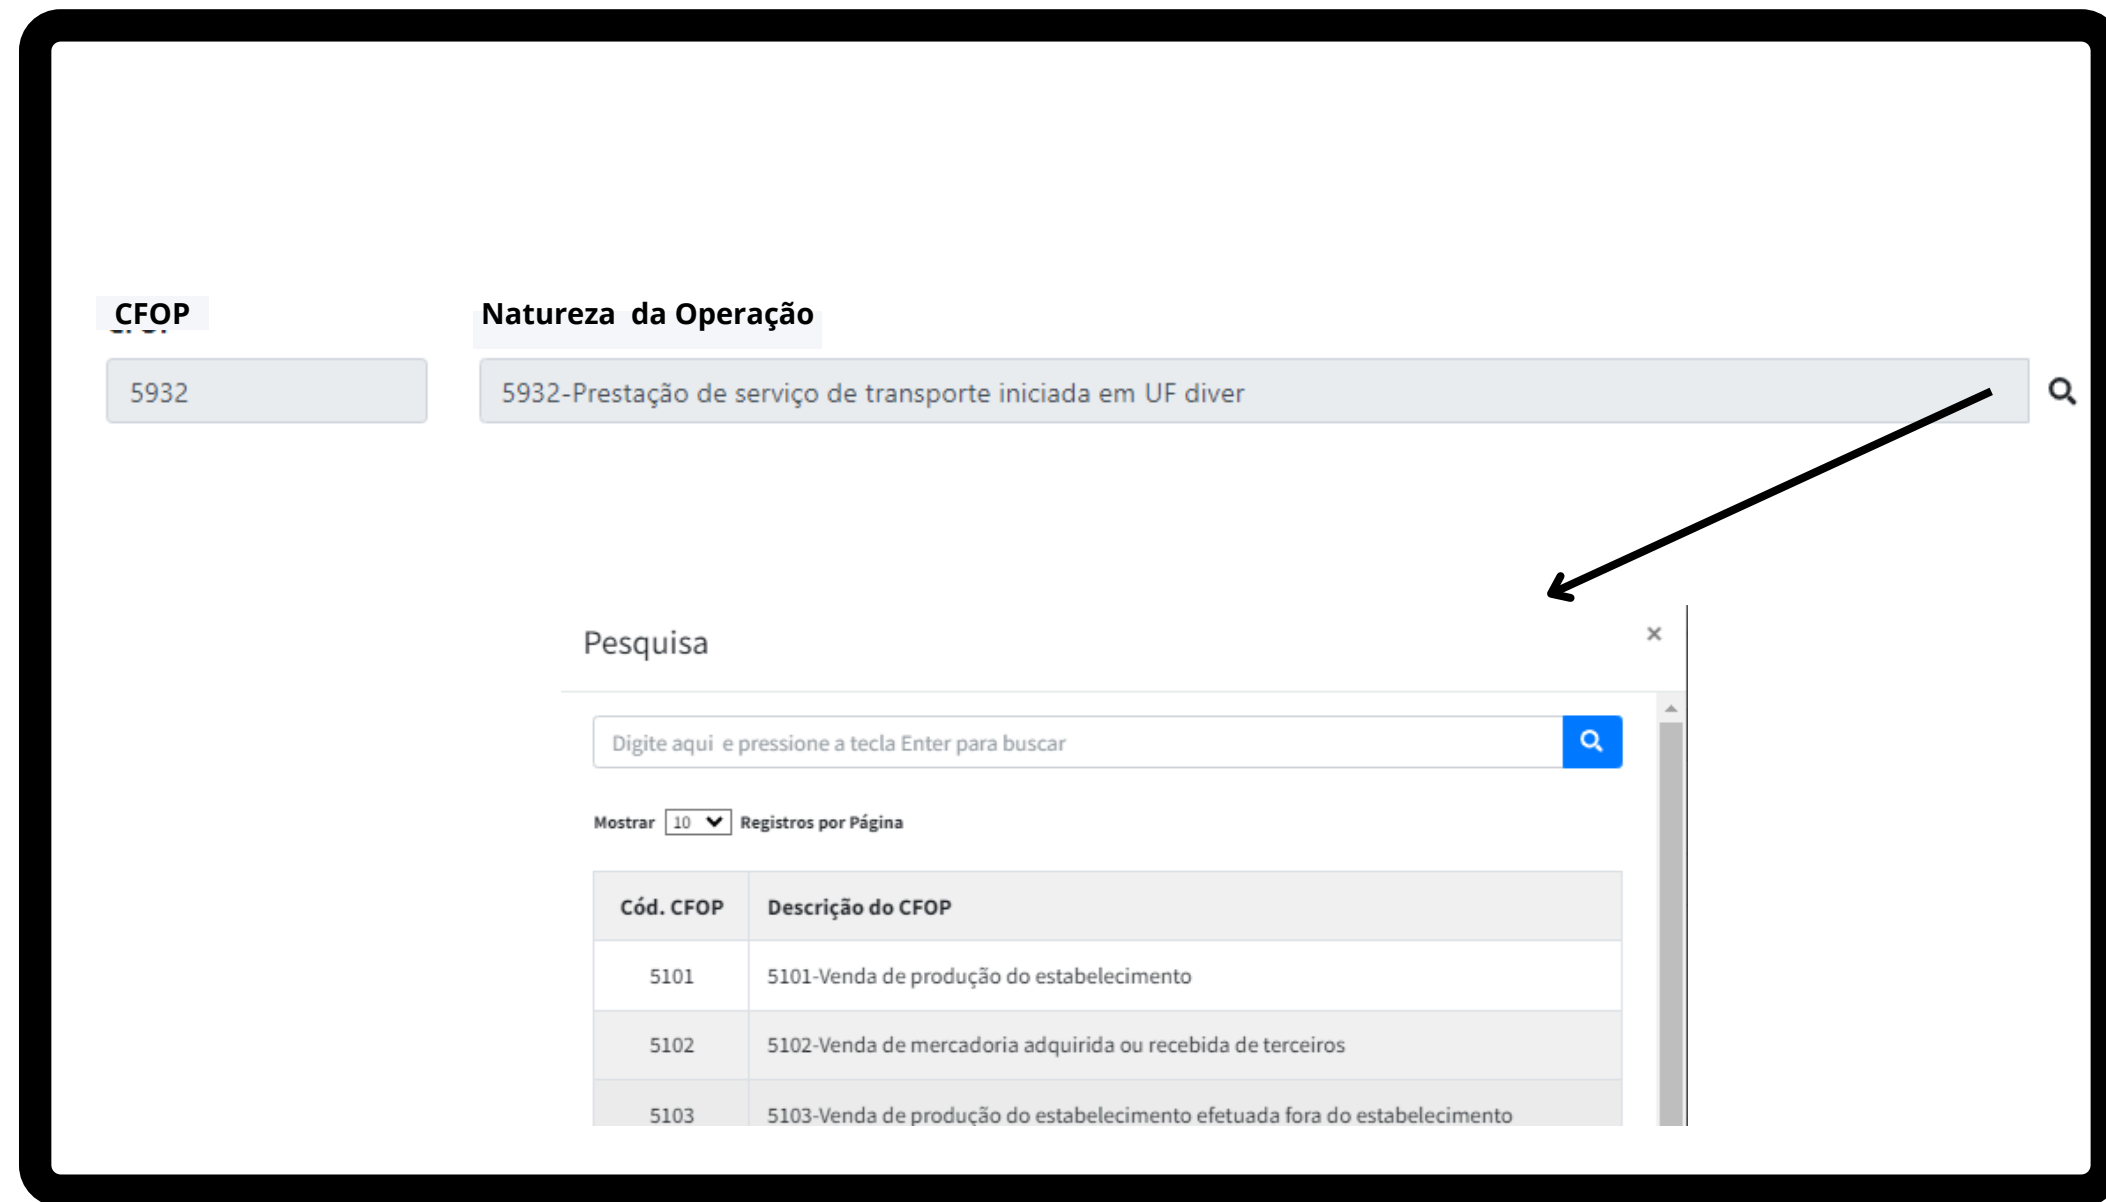 CFOP
Natureza da Operação
5932
5932-Prestação de serviço de transporte iniciada em UF diver
Pesquisa
×
Digite aqui e pressione a tecla Enter para buscar
Mostrar 10 Registros por Página
Cód. CFOP Descrição do CFOP
5101 5101-Venda de produção do estabelecimento
5102 5102-Venda de mercadoria adquirida ou recebida de terceiros
5103 5103-Venda de produção do estabelecimento efetuada fora do estabelecimento